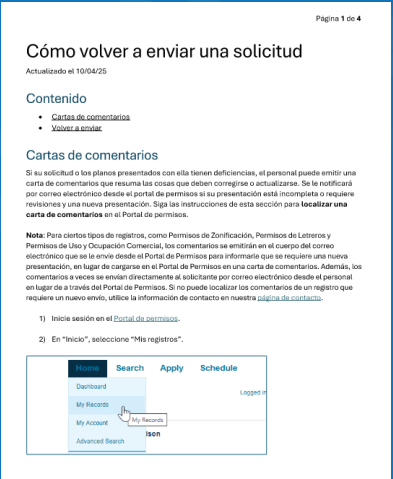 Página 1 de 4
Cómo volver a enviar una solicitud
Actualizado el 10/04/25
Contenido
• Cartas de comentarios
• Volver a enviar
Cartas de comentarios
Si su solicitud o los planos presentados con ella tienen deficiencias, el personal puede emitir una
carta de comentarios que resuma las cosas que deben corregirse o actualizarse. Se le notificará
por correo electrónico desde el portal de permisos si su presentación está incompleta o requiere
revisiones y una nueva presentación. Siga las instrucciones de esta sección para localizar una
carta de comentarios en el Portal de permisos.
Nota: Para ciertos tipos de registros, como Permisos de Zonificación, Permisos de Letreros y
Permisos de Uso y Ocupación Comercial, los comentarios se emitirán en el cuerpo del correo
electrónico que se le envíe desde el Portal de Permisos para informarle que se requiere una nueva
presentación, en lugar de cargarse en el Portal de Permisos en una carta de comentarios. Además, los
comentarios a veces se envían directamente al solicitante por correo electrónico desde el personal
en lugar de a través del Portal de Permisos. Si no puede localizar los comentarios de un registro que
requiere un nuevo envío, utilice la información de contacto en nuestra página de contacto.
1) Inicie sesión en el Portal de permisos.
2) En “Inicio”, seleccione “Mis registros”.
Home Search Apply Schedule
Dashboard
Logged in
My Records
My Records
My Account
ison
Advanced Search